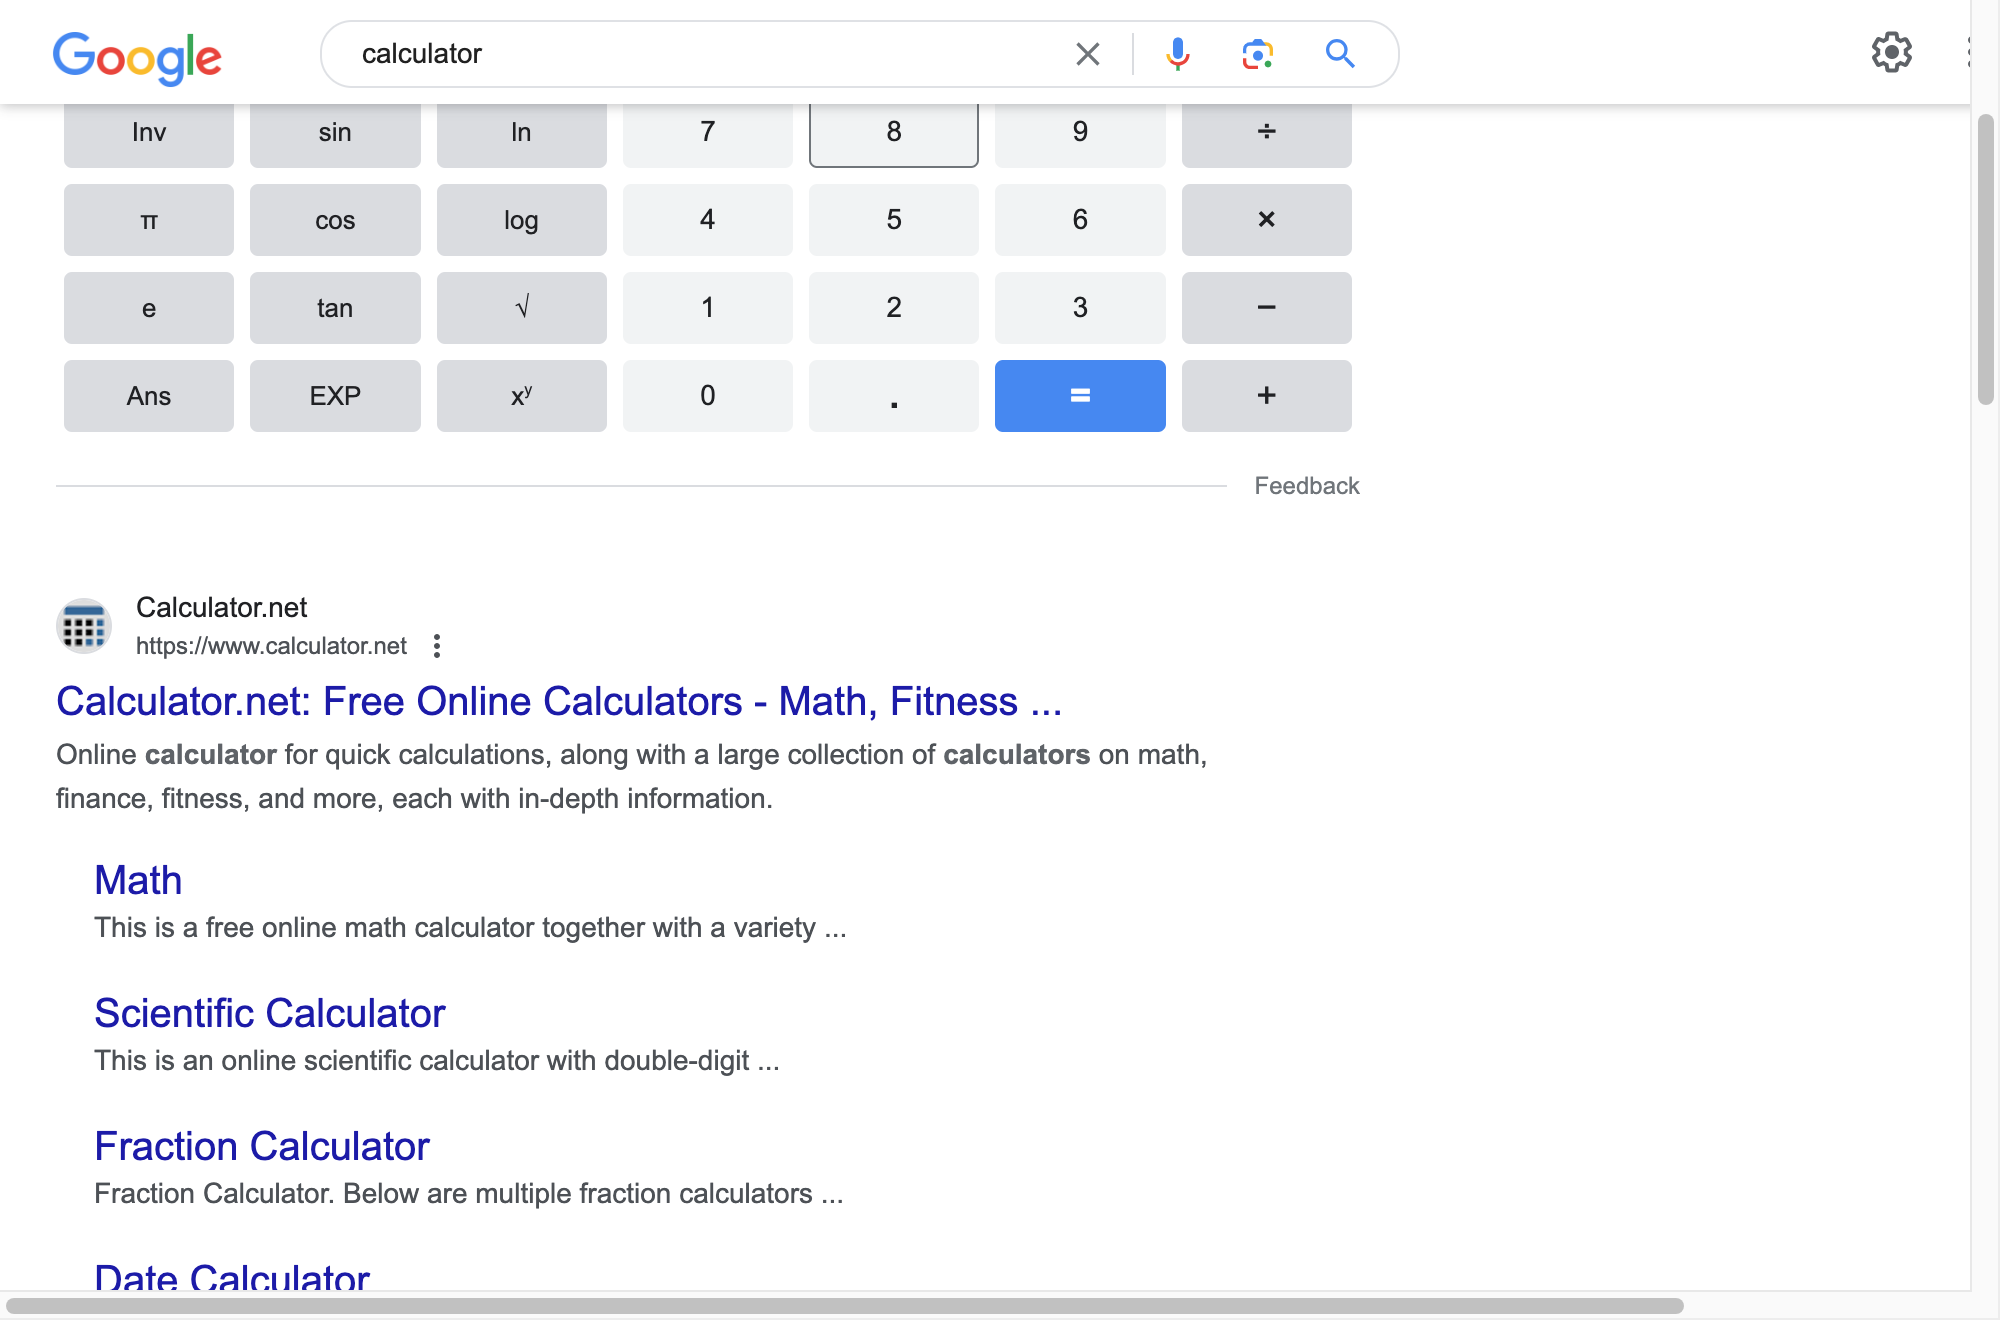 Google
calculator
Inv sin ln 7 8 9 ÷
π cos log 4 5 6 ×
e tan √ 1 2 3 −
Ans EXP xʸ 0 . = +
Feedback
Calculator.net
https://www.calculator.net
Calculator.net: Free Online Calculators - Math, Fitness ...
Online calculator for quick calculations, along with a large collection of calculators on math,
finance, fitness, and more, each with in-depth information.
Math
This is a free online math calculator together with a variety ...
Scientific Calculator
This is an online scientific calculator with double-digit ...
Fraction Calculator
Fraction Calculator. Below are multiple fraction calculators ...
Date Calculator